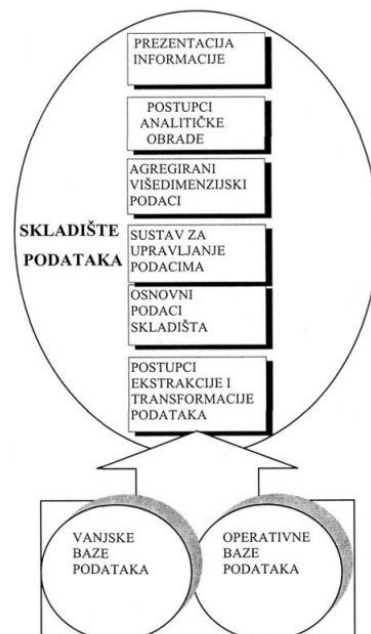 PREZENTACIJA
INFORMACIJE
POSTUPCI
ANALITIČKE
OBRADE
AGREGIRANI
VIŠEDIMENZIJSKI
PODACI
SKLADIŠTE
PODATAKA
SUSTAV ZA
UPRAVLJANJE
PODACIMA
OSNOVNI
PODACI
SKLADIŠTA
POSTUPCI
EKSTRAKCIJE I
TRANSFORMACIJE
PODATAKA
VANJSKE
BAZE
PODATAKA
OPERATIVNE
BAZE
PODATAKA